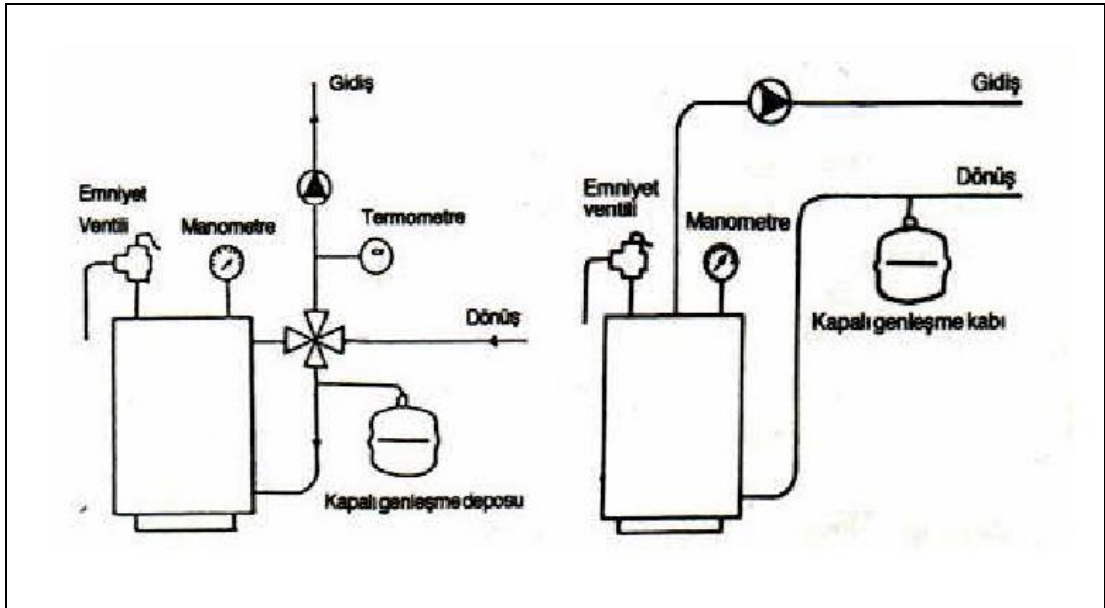 Gidiş
Emniyet
Ventili
Manometre
Termometre
Dönüş
Kapalı genleşme deposu
Gidiş
Dönüş
Emniyet
ventili
Manometre
Kapalı genleşme kabı